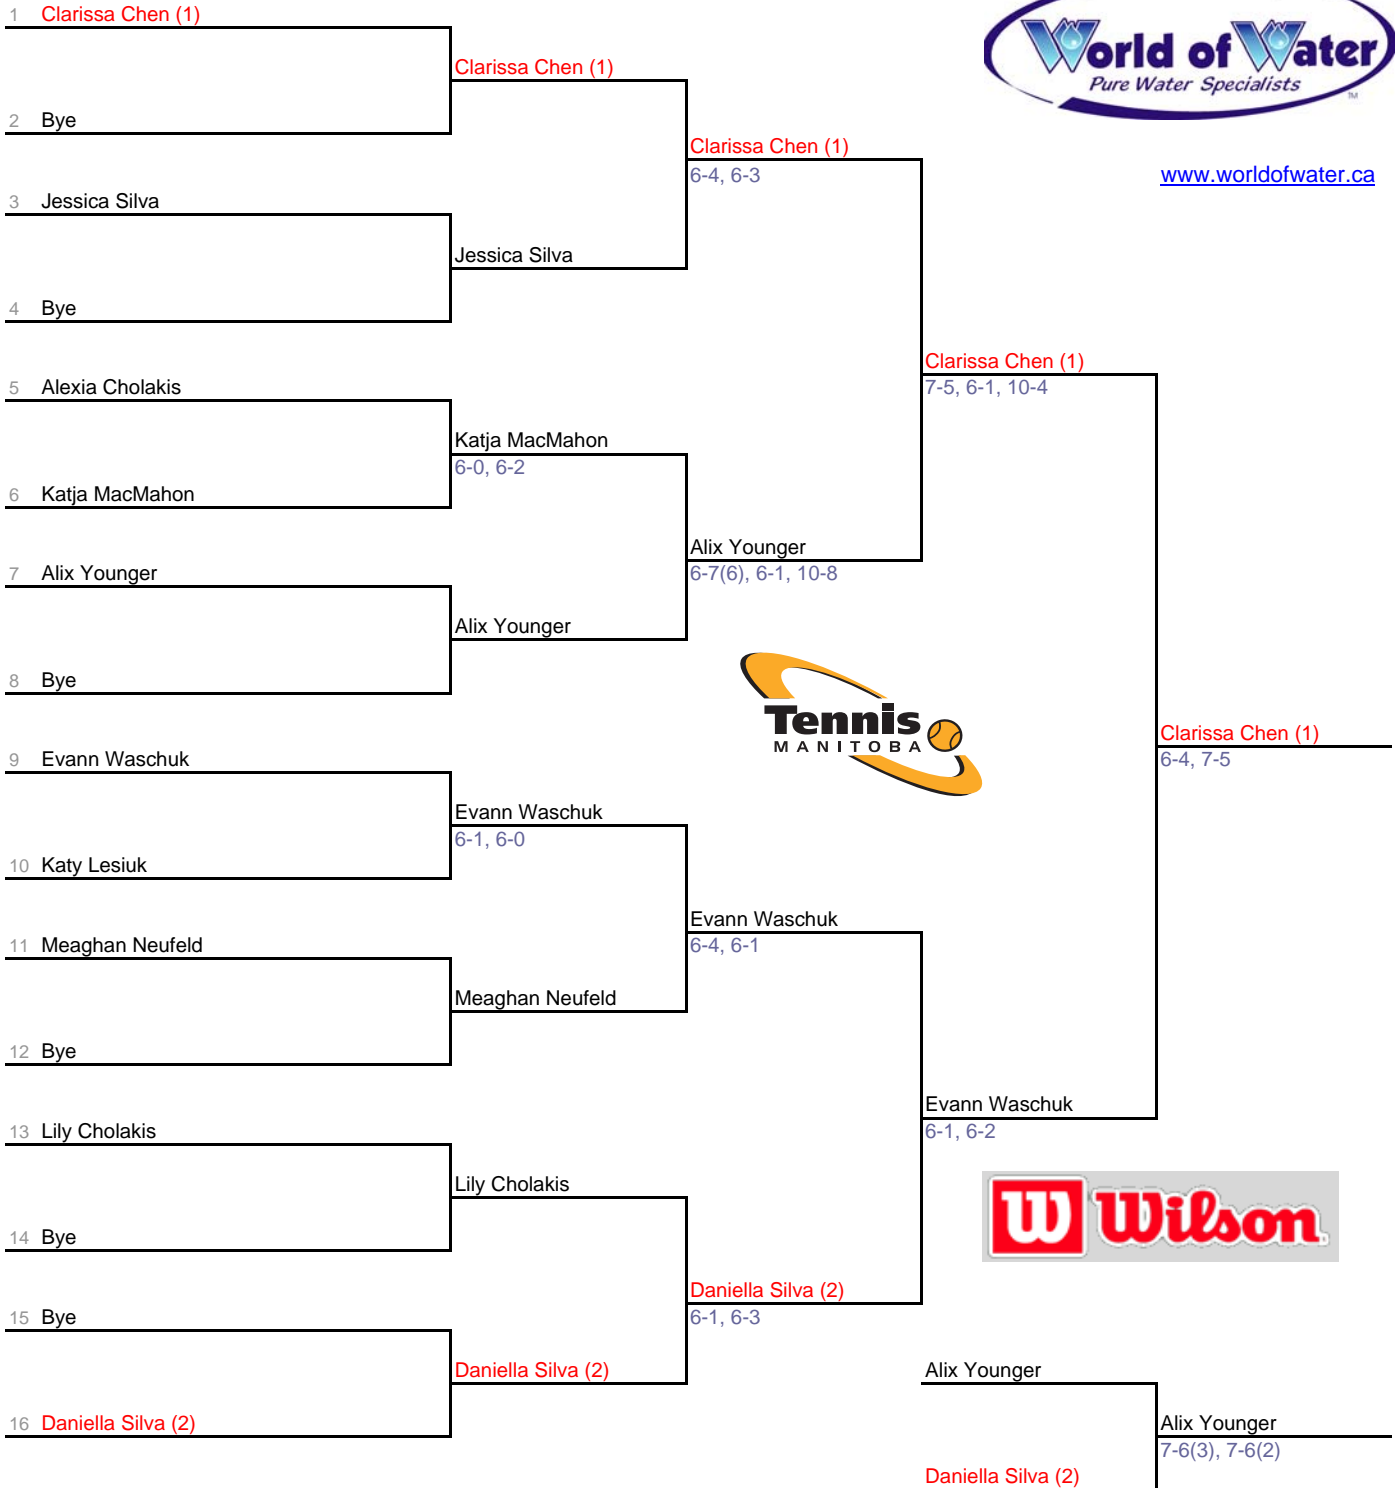 1 Clarissa Chen (1)
World of Water
Clarissa Chen (1)
Pure Water Specialists
TM
2 Bye
Clarissa Chen (1)
6-4, 6-3
www.worldofwater.ca
3 Jessica Silva
Jessica Silva
4 Bye
Clarissa Chen (1)
7-5, 6-1, 10-4
5 Alexia Cholakis
Katja MacMahon
6-0, 6-2
6 Katja MacMahon
Alix Younger
6-7(6), 6-1, 10-8
7 Alix Younger
Alix Younger
8 Bye
Tennis
MANITOBA
Clarissa Chen (1)
6-4, 7-5
9 Evann Waschuk
Evann Waschuk
6-1, 6-0
10 Katy Lesiuk
Evann Waschuk
6-4, 6-1
11 Meaghan Neufeld
Meaghan Neufeld
12 Bye
Evann Waschuk
6-1, 6-2
13 Lily Cholakis
Lily Cholakis
W Wilson
14 Bye
Daniella Silva (2)
6-1, 6-3
15 Bye
Daniella Silva (2)
Alix Younger
16 Daniella Silva (2)
Alix Younger
7-6(3), 7-6(2)
Daniella Silva (2)